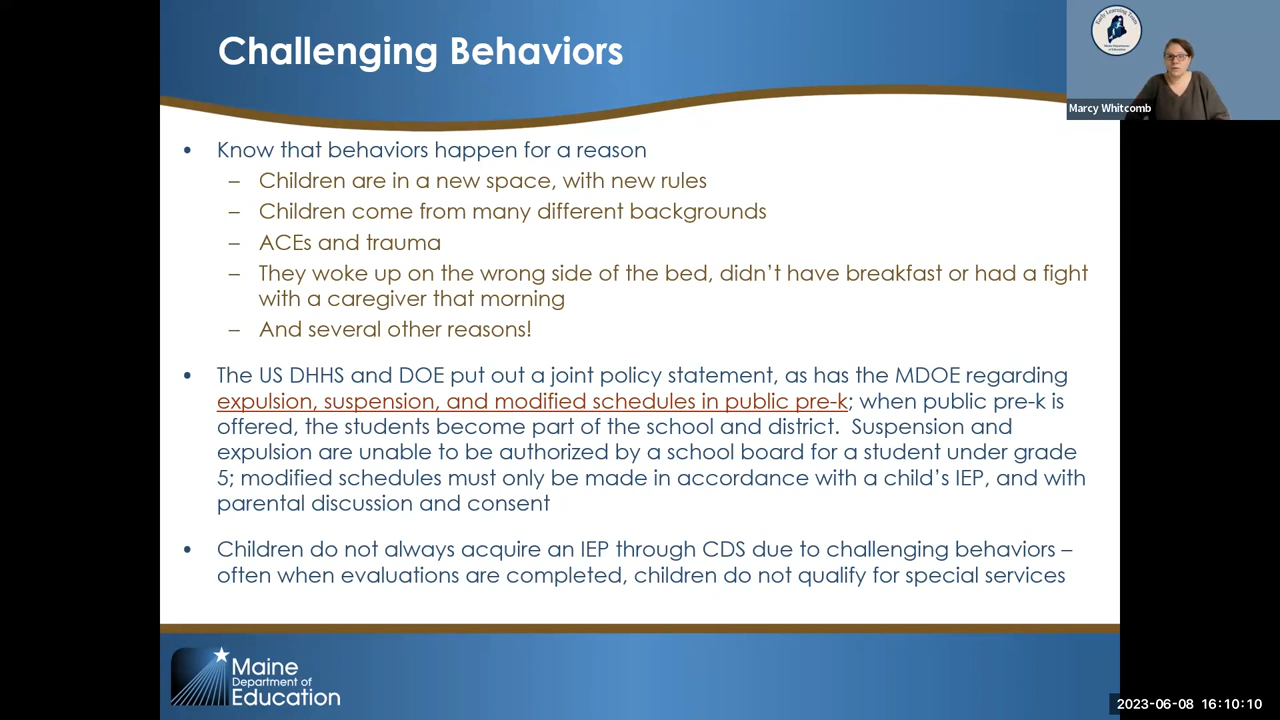 Challenging Behaviors
Early Learning Team
Maine Department
of Education
Marcy Whitcomb
• Know that behaviors happen for a reason
– Children are in a new space, with new rules
– Children come from many different backgrounds
– ACEs and trauma
– They woke up on the wrong side of the bed, didn't have breakfast or had a fight
with a caregiver that morning
– And several other reasons!
• The US DHHS and DOE put out a joint policy statement, as has the MDOE regarding
expulsion, suspension, and modified schedules in public pre-k; when public pre-k is
offered, the students become part of the school and district. Suspension and
expulsion are unable to be authorized by a school board for a student under grade
5; modified schedules must only be made in accordance with a child's IEP, and with
parental discussion and consent
• Children do not always acquire an IEP through CDS due to challenging behaviors –
often when evaluations are completed, children do not qualify for special services
Maine
Department of
Education
2023-06-08 16:10:10